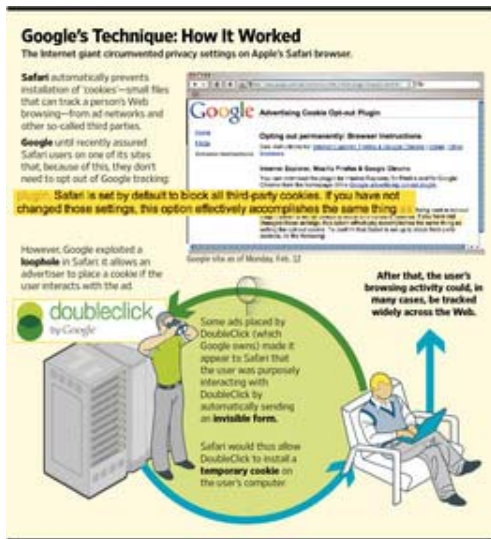 Google's Technique: How It Worked
The Internet giant circumvented privacy settings on Apple's Safari browser.
Safari automatically prevents
installation of 'cookies'—small files
that can track a person's Web
browsing—from ad networks and
other so-called third parties.
Google until recently assured
Safari users on one of its sites
that, because of this, they don't
need to opt out of Google tracking:
Google Advertising Cookie Opt-out Plugin
Home
FAQs
Opting out permanently: Browser Instructions
Internet Explorer, Mozilla Firefox & Google Chrome
plugin. Safari is set by default to block all third-party cookies. If you have not
changed those settings, this option effectively accomplishes the same thing as
Google site as of Monday, Feb. 12
However, Google exploited a
loophole in Safari: it allows an
advertiser to place a cookie if the
user interacts with the ad.
doubleclick
by Google
Some ads placed by
DoubleClick (which
Google owns) made it
appear to Safari that
the user was purposely
interacting with
DoubleClick by
automatically sending
an invisible form.
Safari would thus allow
DoubleClick to install a
temporary cookie on
the user's computer.
After that, the user's
browsing activity could, in
many cases, be tracked
widely across the Web.